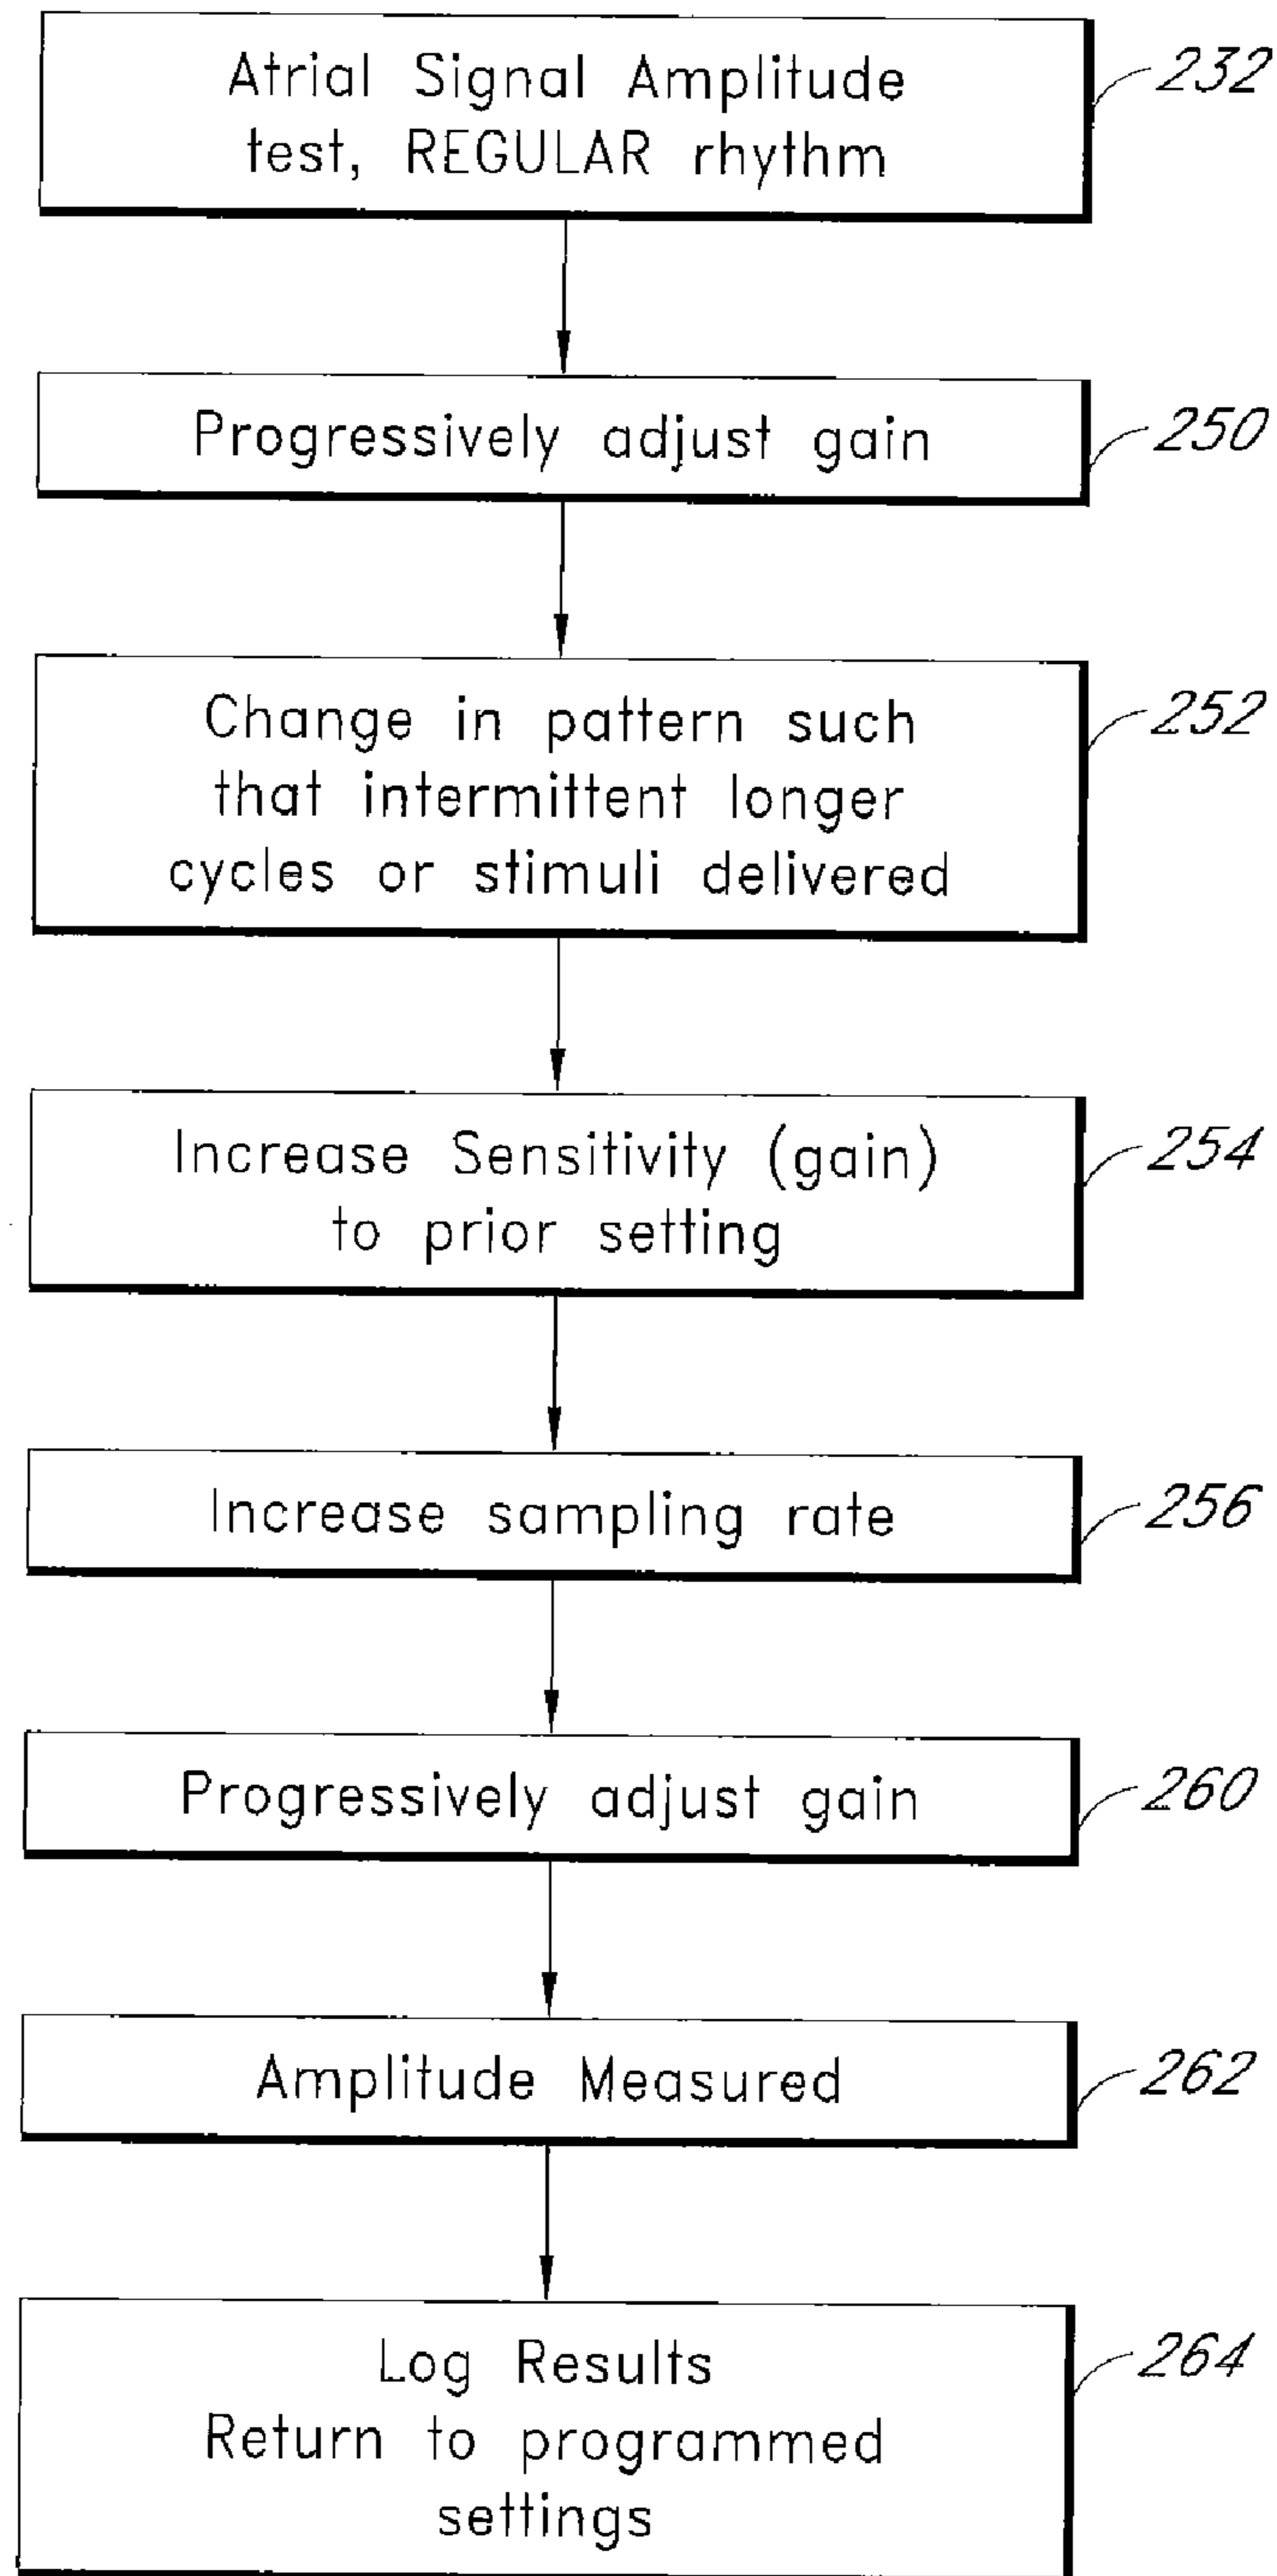 Atrial Signal Amplitude
test, REGULAR rhythm
232
Progressively adjust gain
250
Change in pattern such
that intermittent longer
cycles or stimuli delivered
252
Increase Sensitivity (gain)
to prior setting
254
Increase sampling rate
256
Progressively adjust gain
260
Amplitude Measured
262
Log Results
Return to programmed
settings
264